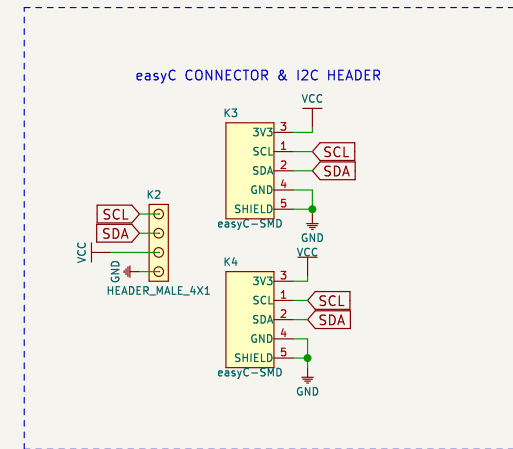 easyC CONNECTOR & I2C HEADER
VCC
K3
3V3 3
SCL 1 SCL
SDA 2 SDA
GND 4
SHIELD 5
easyC-SMD
GND
K2
SCL
SDA
VCC
GND
HEADER_MALE_4X1
VCC
K4
3V3 3
SCL 1 SCL
SDA 2 SDA
GND 4
SHIELD 5
easyC-SMD
GND